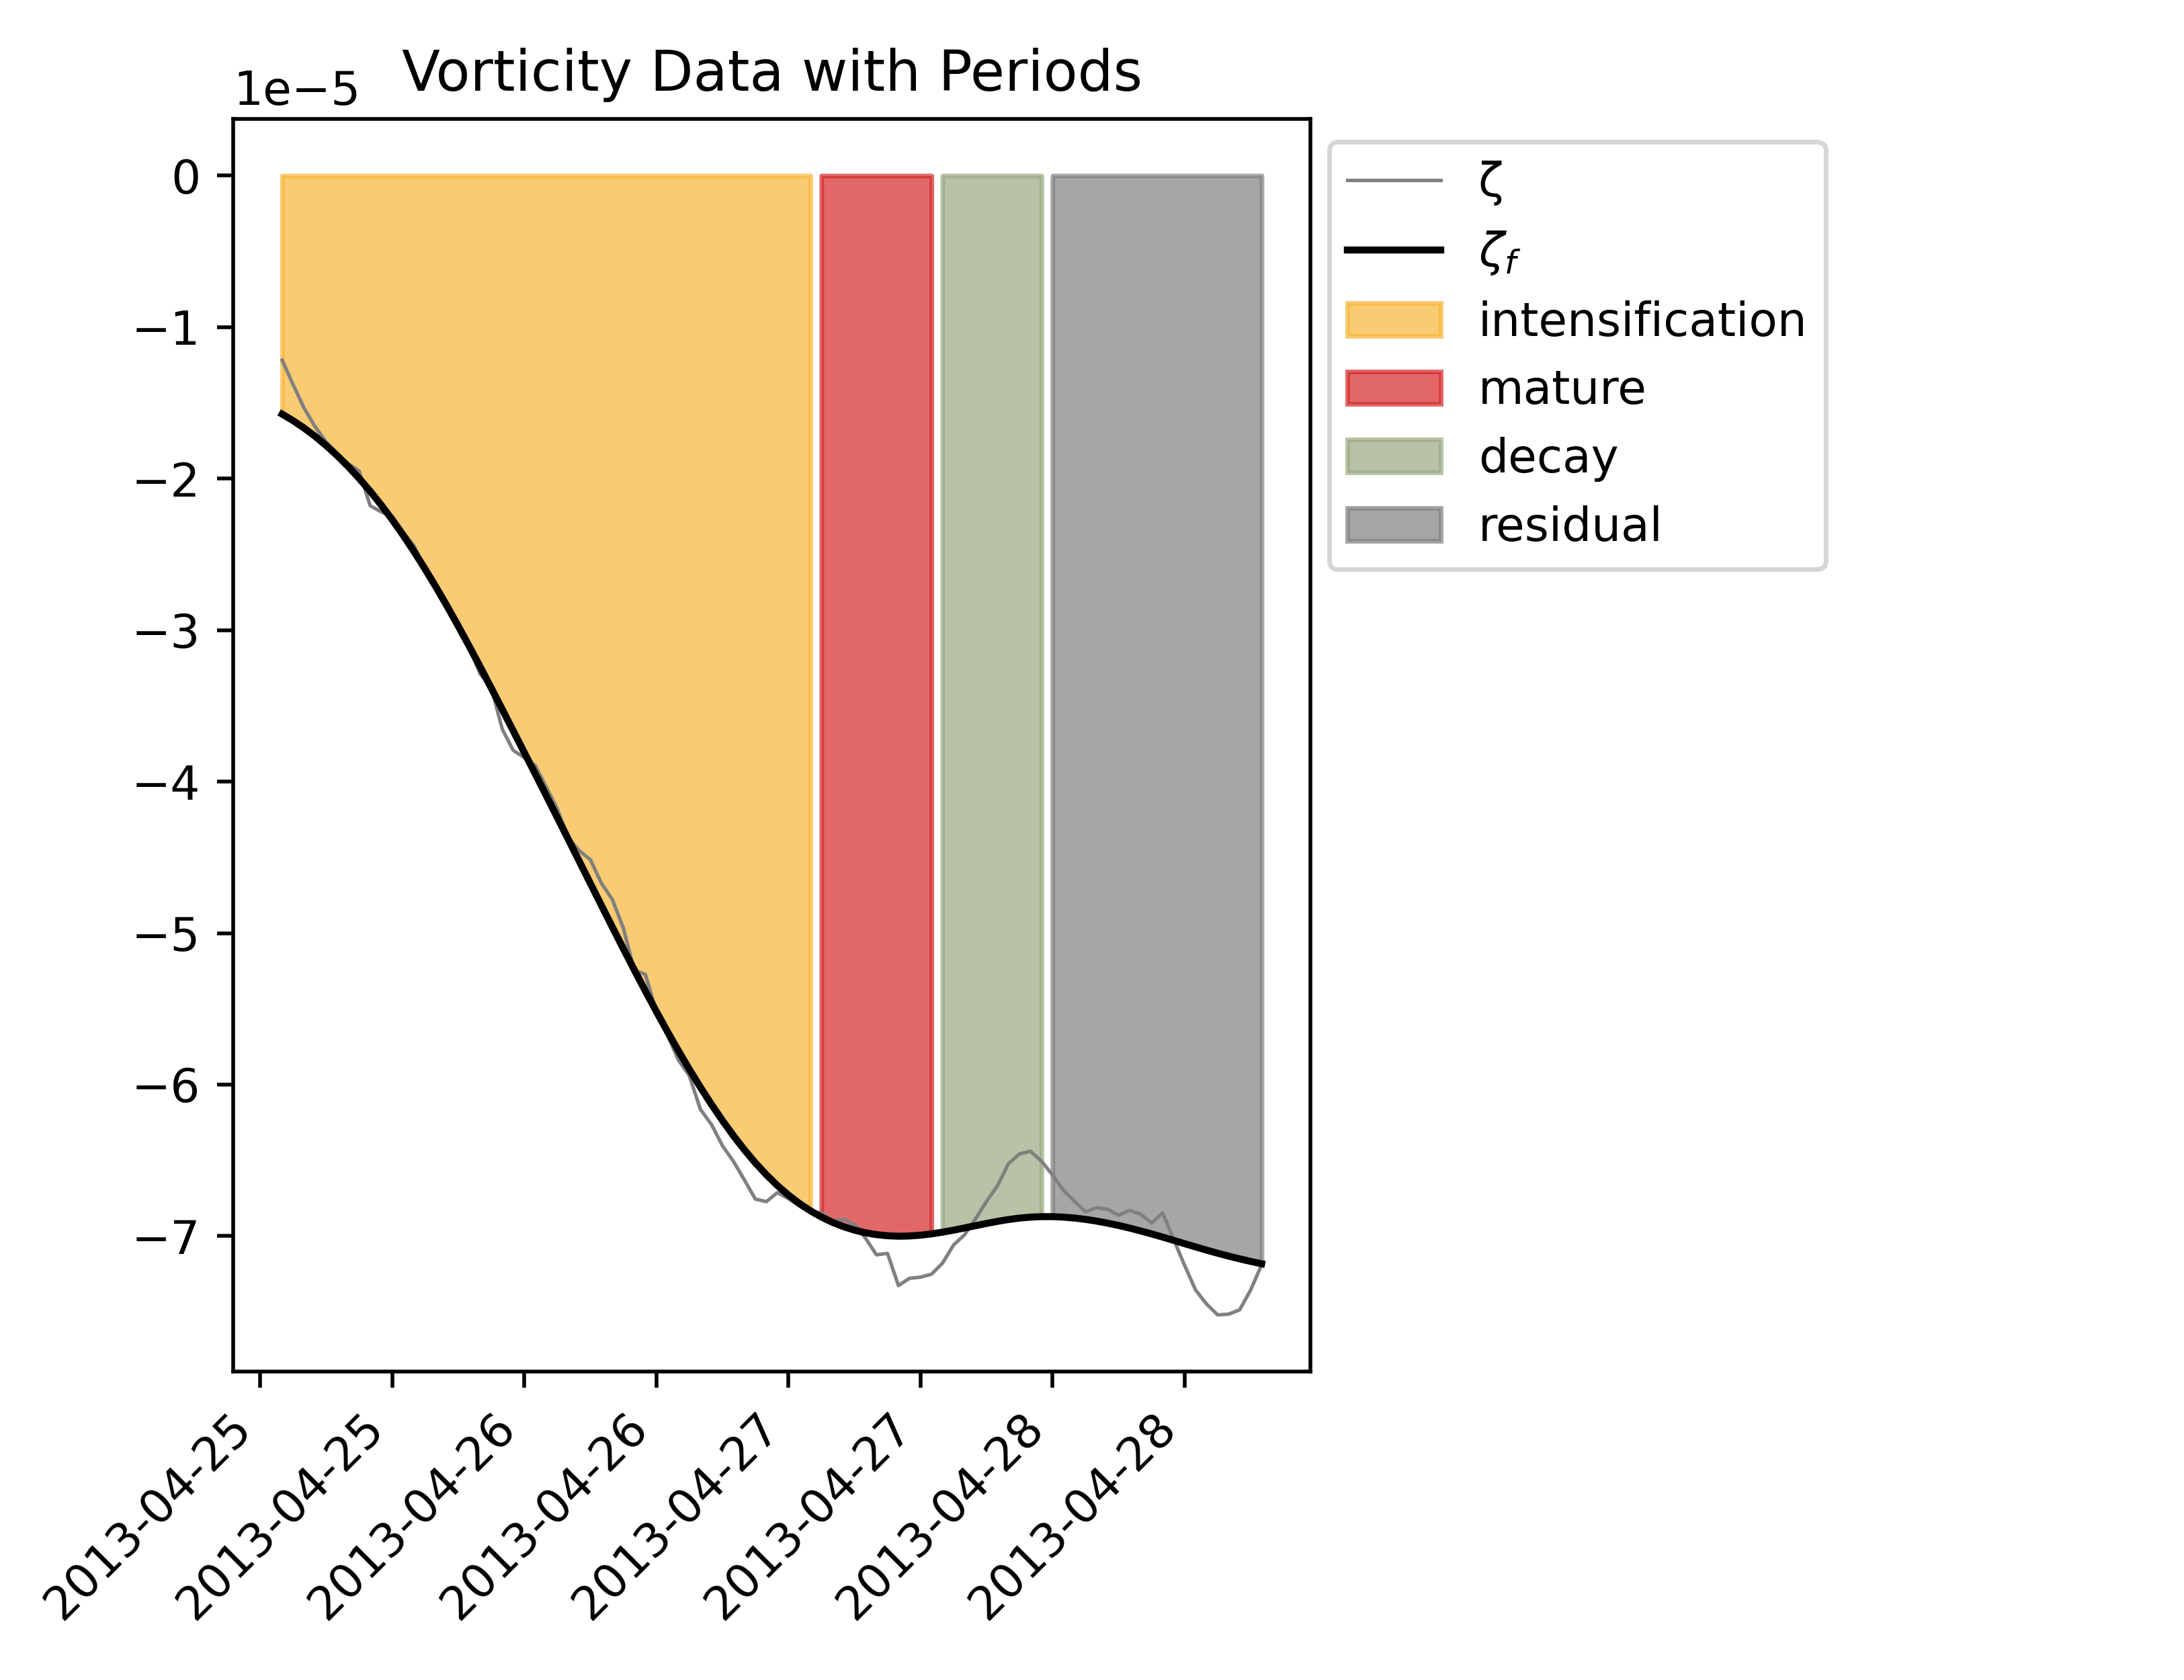 Vorticity Data with Periods
1e−5
0
−1
−2
−3
−4
−5
−6
−7
2013-04-25
2013-04-25
2013-04-26
2013-04-26
2013-04-27
2013-04-27
2013-04-28
2013-04-28
ζ
ζf
intensification
mature
decay
residual